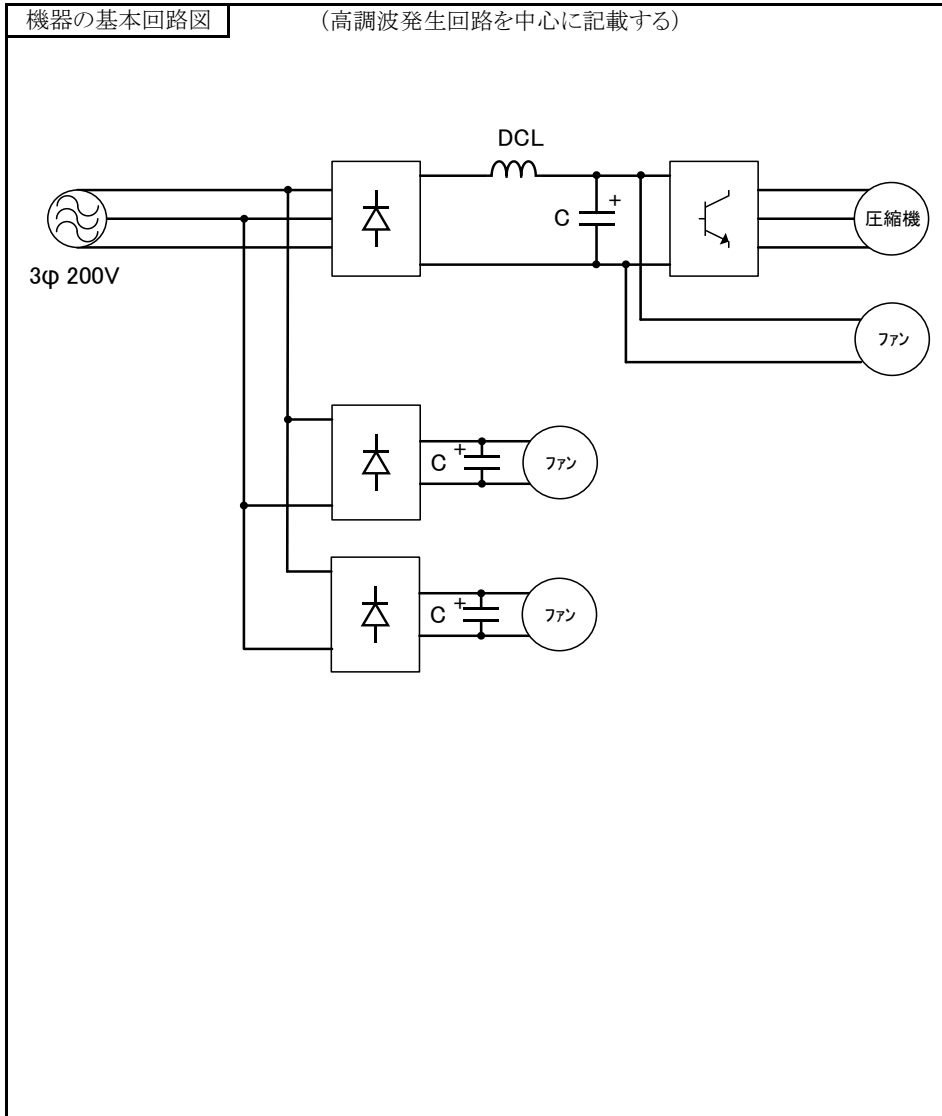 機器の基本回路図
(高調波発生回路を中心に記載する)
DCL
C
+
圧縮機
3φ 200V
ファン
C
+
ファン
C
+
ファン